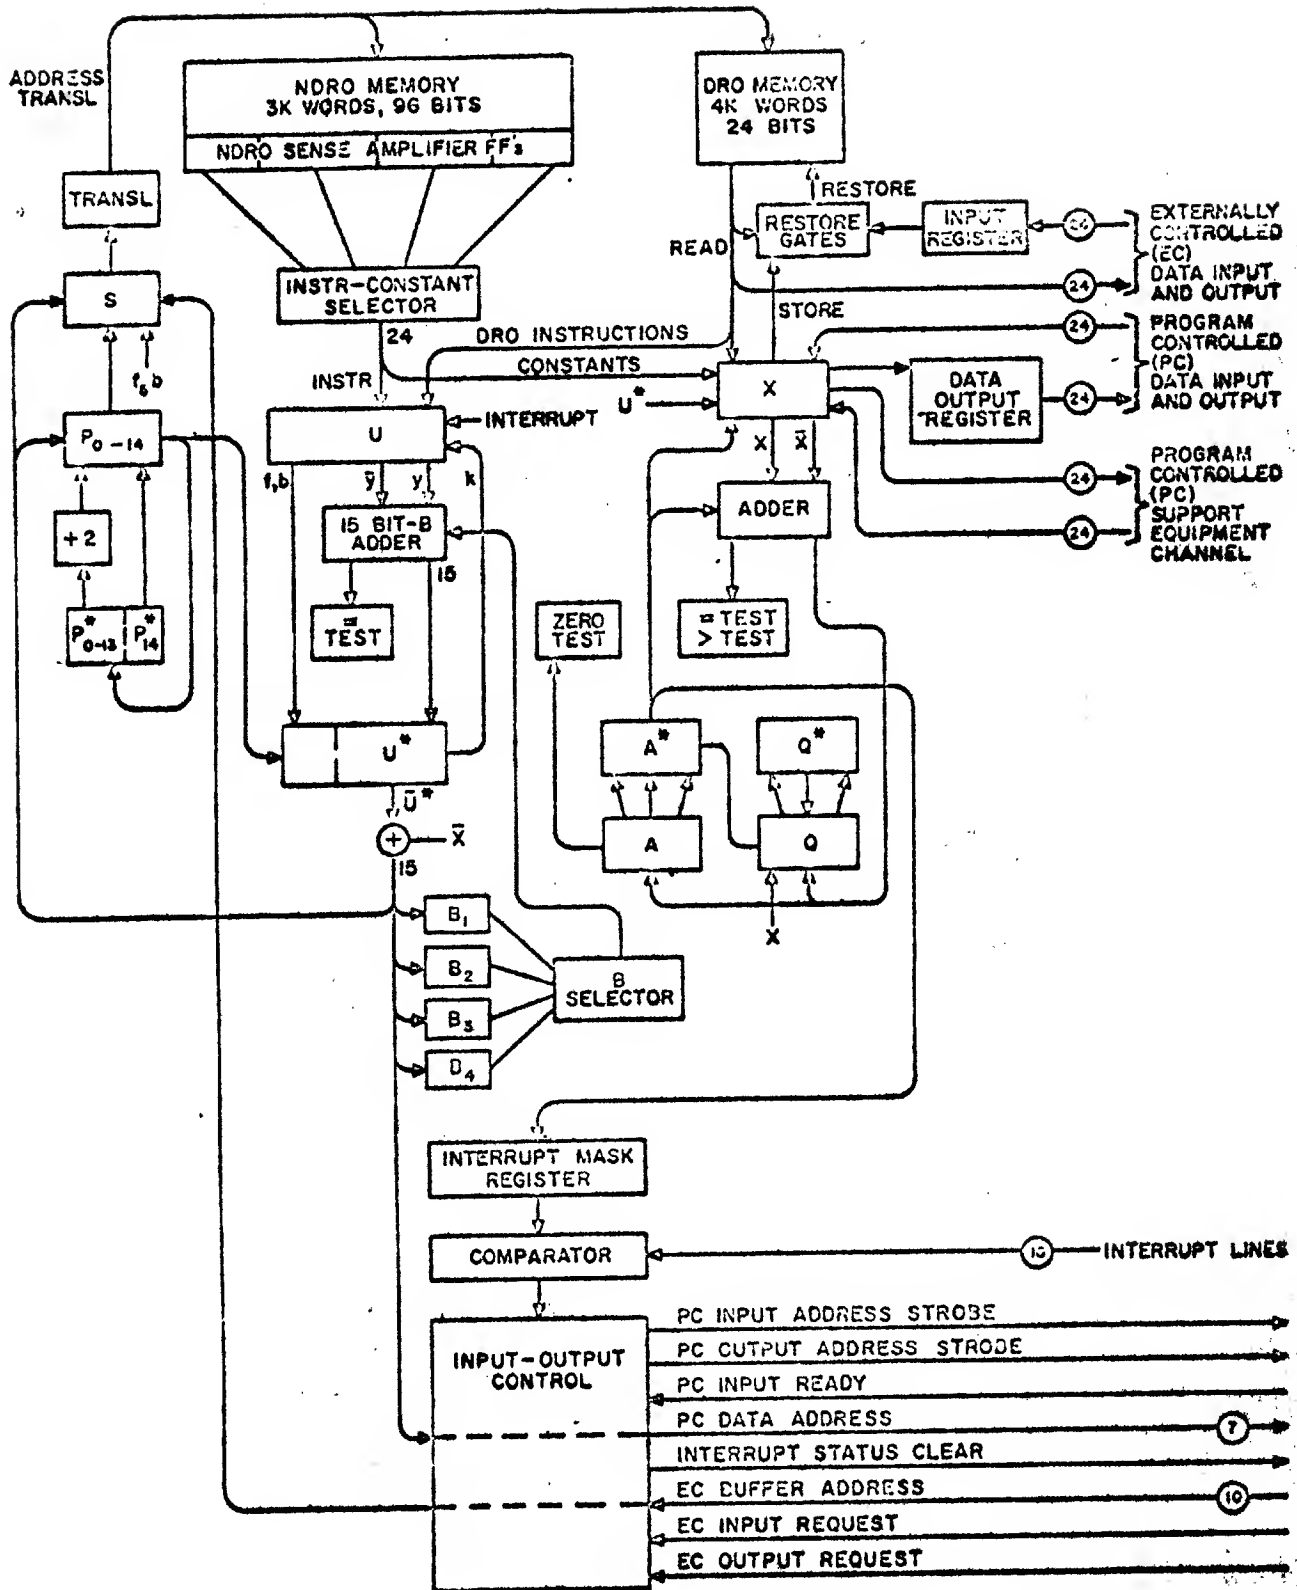 ADDRESS
TRANSL
NDRO MEMORY
3K WORDS, 96 BITS
NDRO SENSE AMPLIFIER FF's
DRO MEMORY
4K WORDS
24 BITS
TRANSL
RESTORE
RESTORE
GATES
INPUT
REGISTER
READ
EXTERNALLY
CONTROLLED
(EC)
DATA INPUT
AND OUTPUT
24
S
INSTR-CONSTANT
SELECTOR
24
STORE
DRO INSTRUCTIONS
CONSTANTS
INSTR
24
PROGRAM
CONTROLLED
(PC)
DATA INPUT
AND OUTPUT
24
f, b
U*
X
DATA
OUTPUT
REGISTER
INTERRUPT
P0-14
U
f,b
ȳ
y
k
X
X̄
ADDER
24
PROGRAM
CONTROLLED
(PC)
SUPPORT
EQUIPMENT
CHANNEL
24
+2
15 BIT-B
ADDER
15
P*0-13
P*14
=
TEST
ZERO
TEST
= TEST
> TEST
U*
A*
Q*
Ū*
+
X̄
15
A
Q
X
B1
B2
B3
B4
B
SELECTOR
INTERRUPT MASK
REGISTER
COMPARATOR
INTERRUPT LINES
INPUT-OUTPUT
CONTROL
PC INPUT ADDRESS STROBE
PC OUTPUT ADDRESS STROBE
PC INPUT READY
PC DATA ADDRESS
7
INTERRUPT STATUS CLEAR
EC BUFFER ADDRESS
10
EC INPUT REQUEST
EC OUTPUT REQUEST